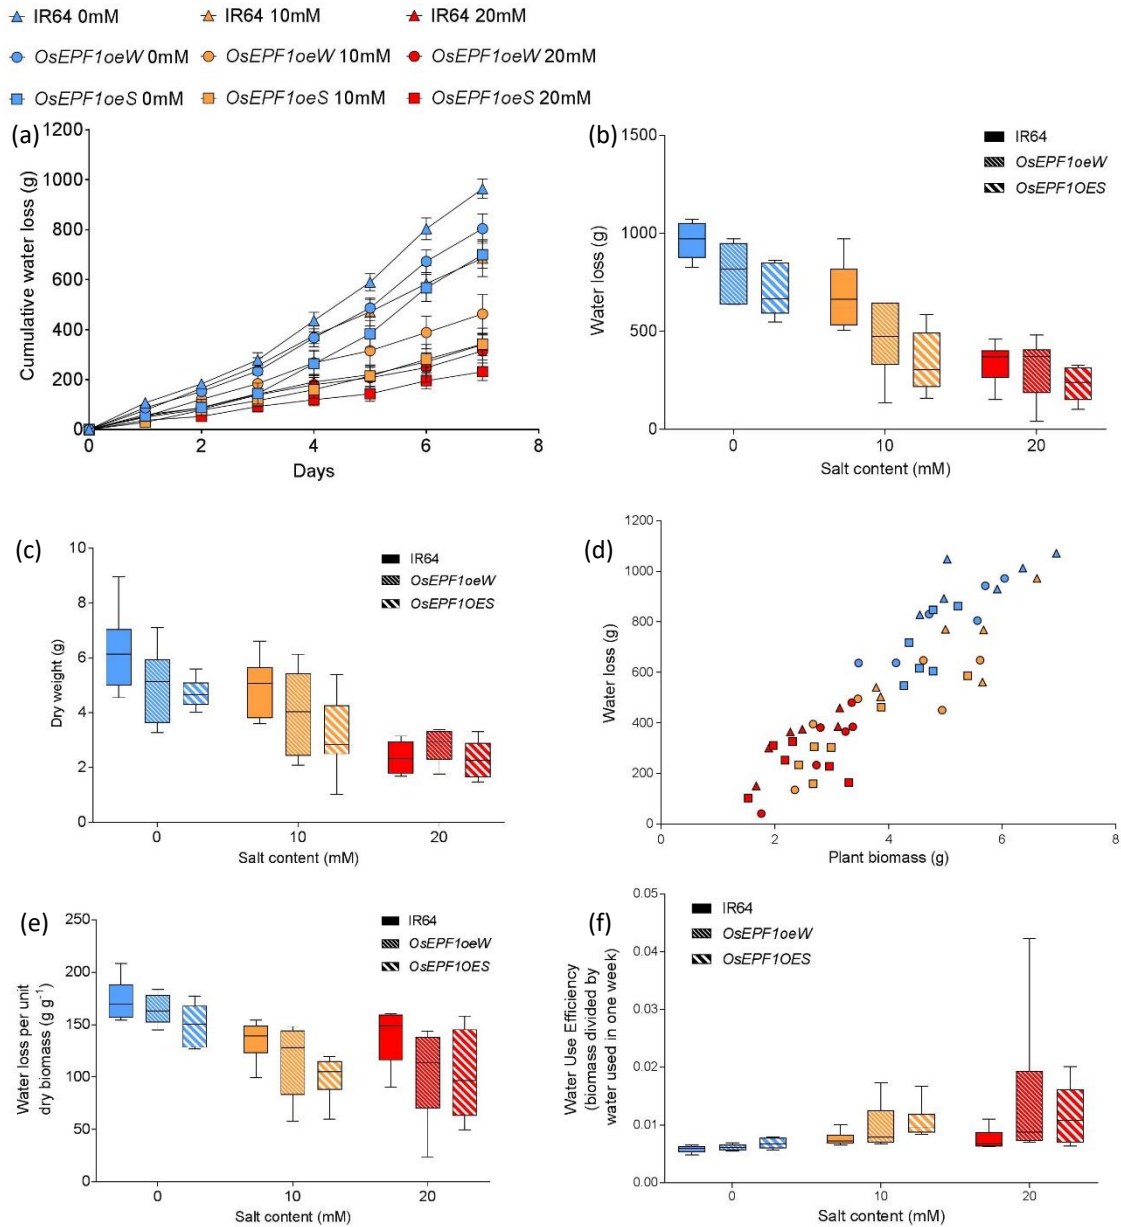 IR64 0mM IR64 10mM IR64 20mM
OsEPF1oeW 0mM OsEPF1oeW 10mM OsEPF1oeW 20mM
OsEPF1oeS 0mM OsEPF1oeS 10mM OsEPF1oeS 20mM
(a)
1200
1000
800
600
400
200
0
Cumulative water loss (g)
0 2 4 6 8
Days
(b)
1500
1000
500
0
Water loss (g)
IR64
OsEPF1oeW
OsEPF1OES
0 10 20
Salt content (mM)
(c)
10
8
6
4
2
0
Dry weight (g)
IR64
OsEPF1oeW
OsEPF1OES
0 10 20
Salt content (mM)
(d)
1200
1000
800
600
400
200
0
Water loss (g)
0 2 4 6 8
Plant biomass (g)
(e)
250
200
150
100
50
0
Water loss per unit
dry biomass (g g⁻¹)
IR64
OsEPF1oeW
OsEPF1OES
0 10 20
Salt content (mM)
(f)
0.05
0.04
0.03
0.02
0.01
0.00
Water Use Efficiency
(biomass divided by
water used in one week)
IR64
OsEPF1oeW
OsEPF1OES
0 10 20
Salt content (mM)